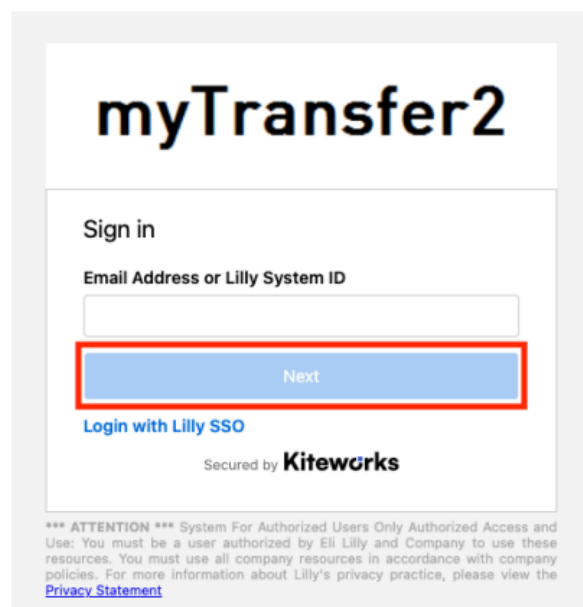 myTransfer2
Sign in
Email Address or Lilly System ID
Next
Login with Lilly SSO
Secured by Kiteworks
*** ATTENTION *** System For Authorized Users Only Authorized Access and
Use: You must be a user authorized by Eli Lilly and Company to use these
resources. You must use all company resources in accordance with company
policies. For more information about Lilly's privacy practice, please view the
Privacy Statement